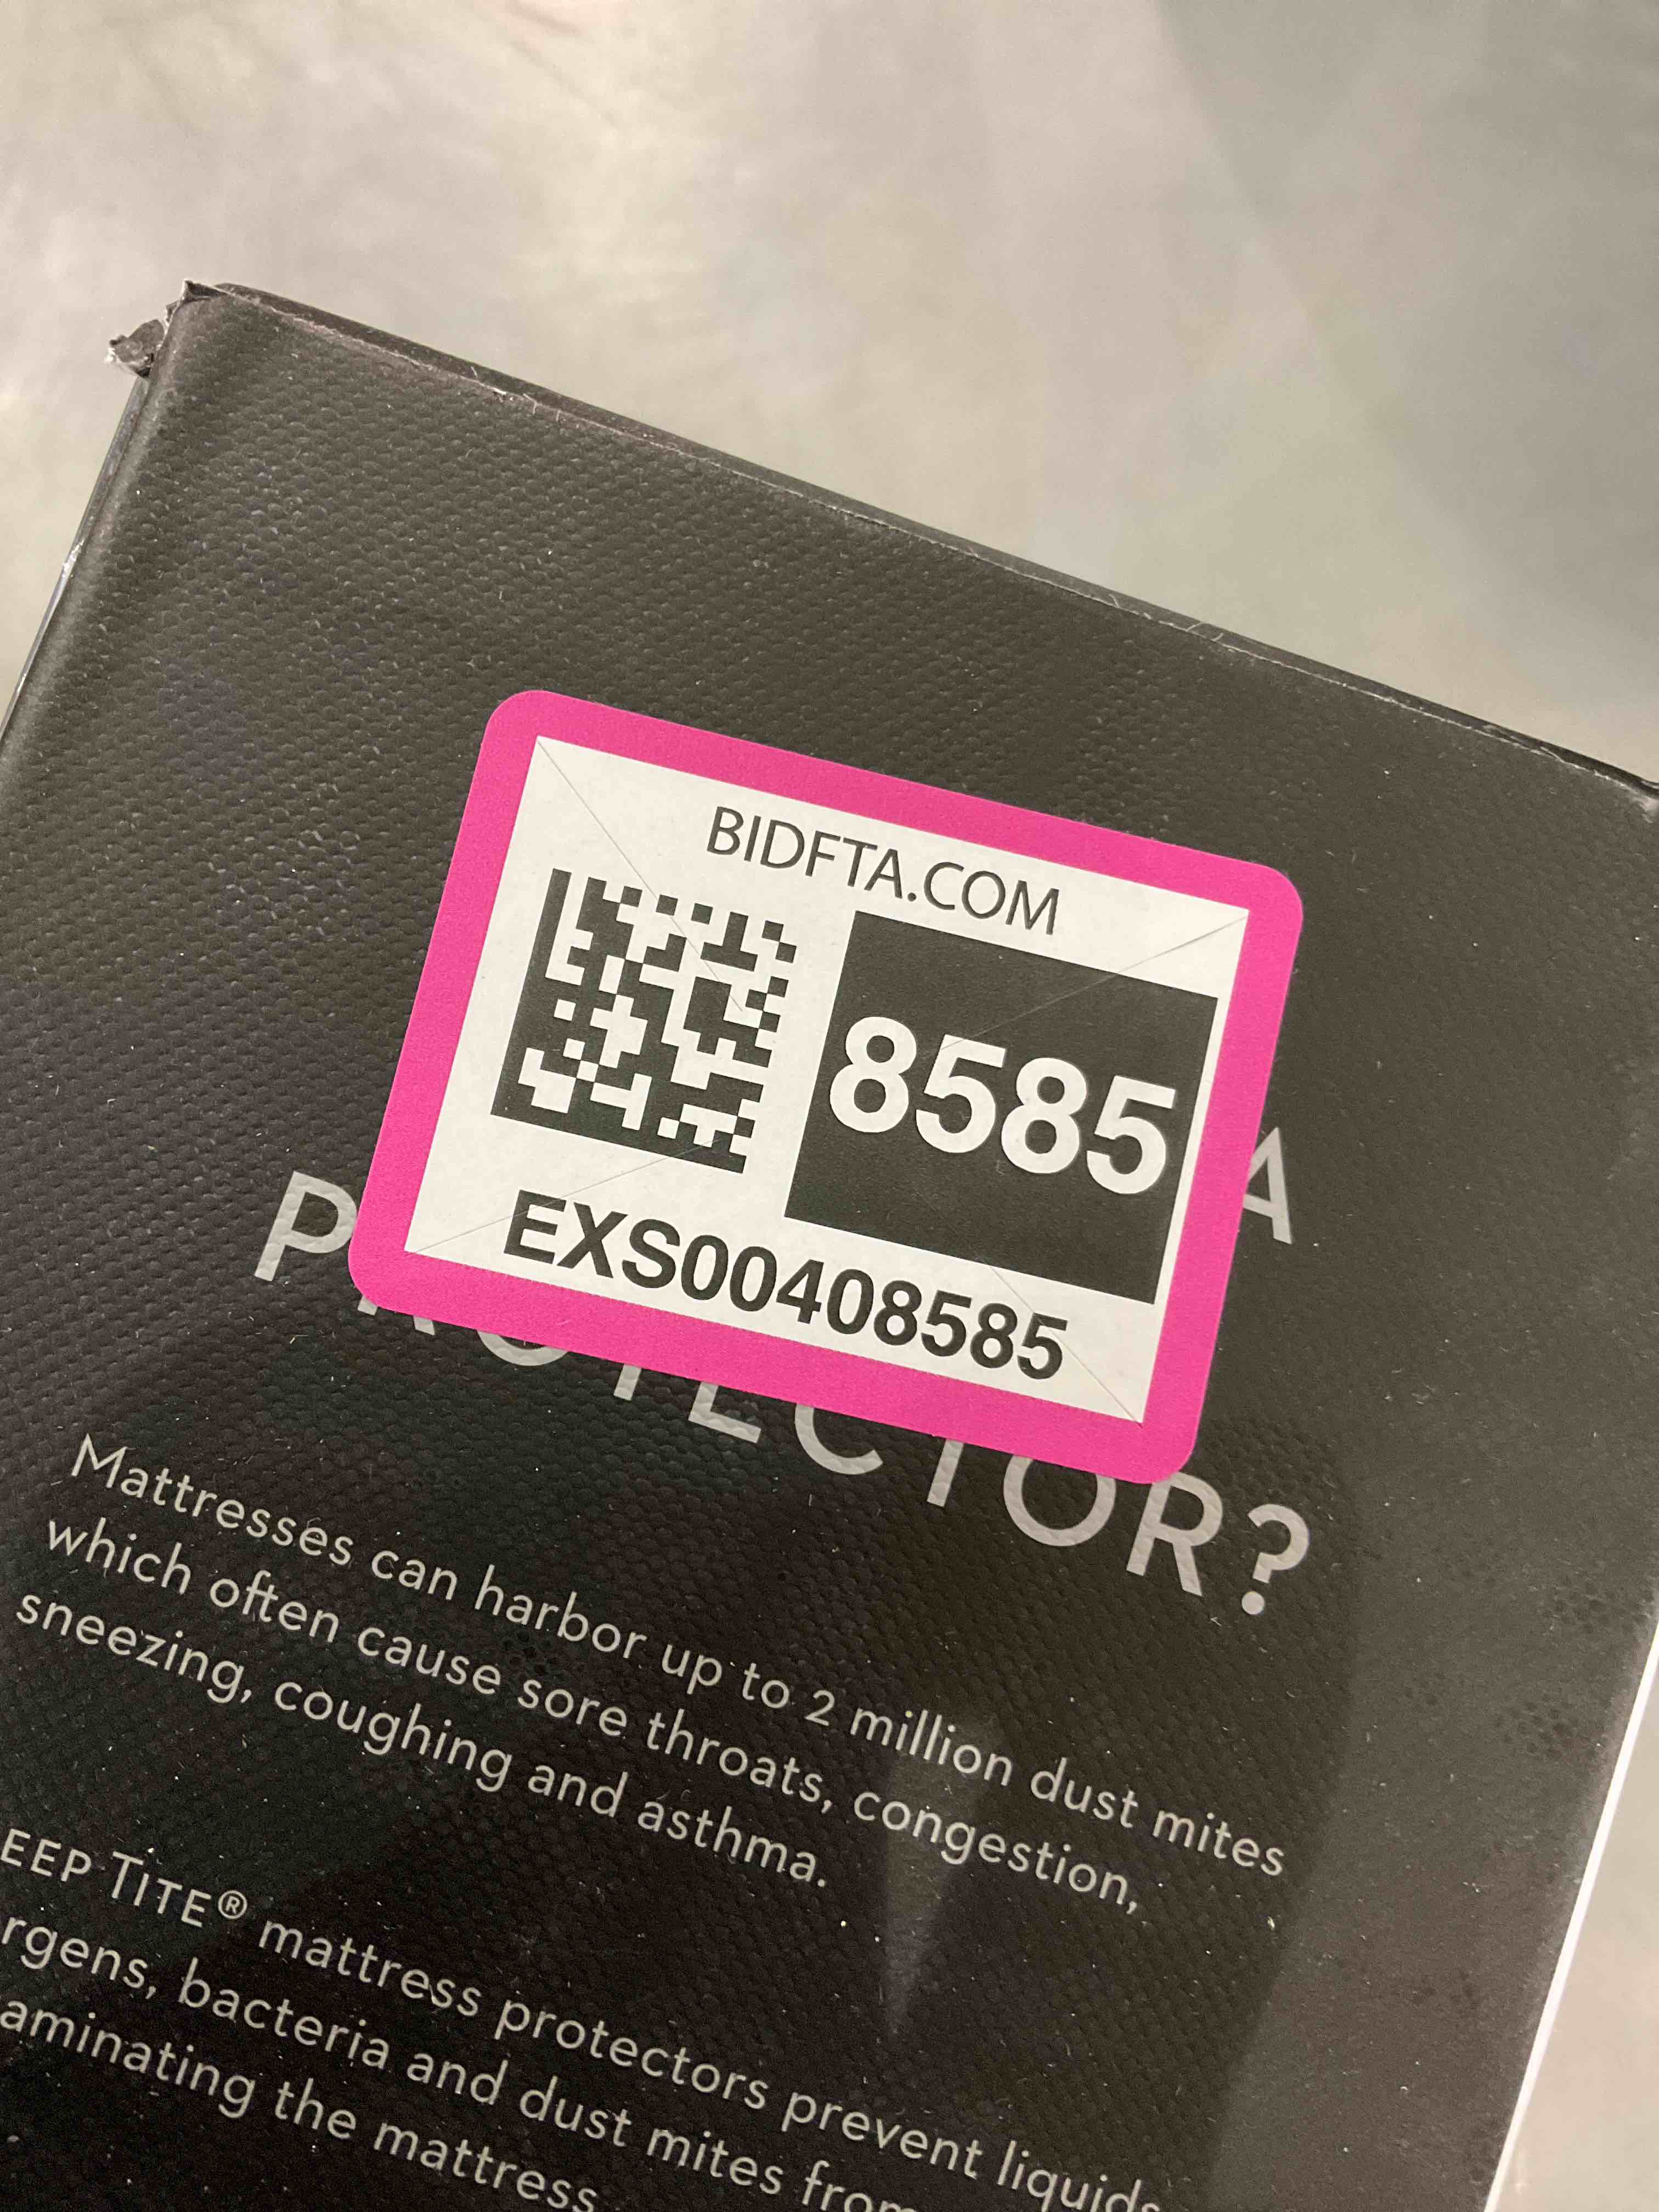 BIDFTA.COM
8585
EXS00408585
A
PROTECTOR?
Mattresses can harbor up to 2 million dust mites
which often cause sore throats, congestion,
sneezing, coughing and asthma.
EEP TITE® mattress protectors prevent liquids
rgens, bacteria and dust mites from
aminating the mattress